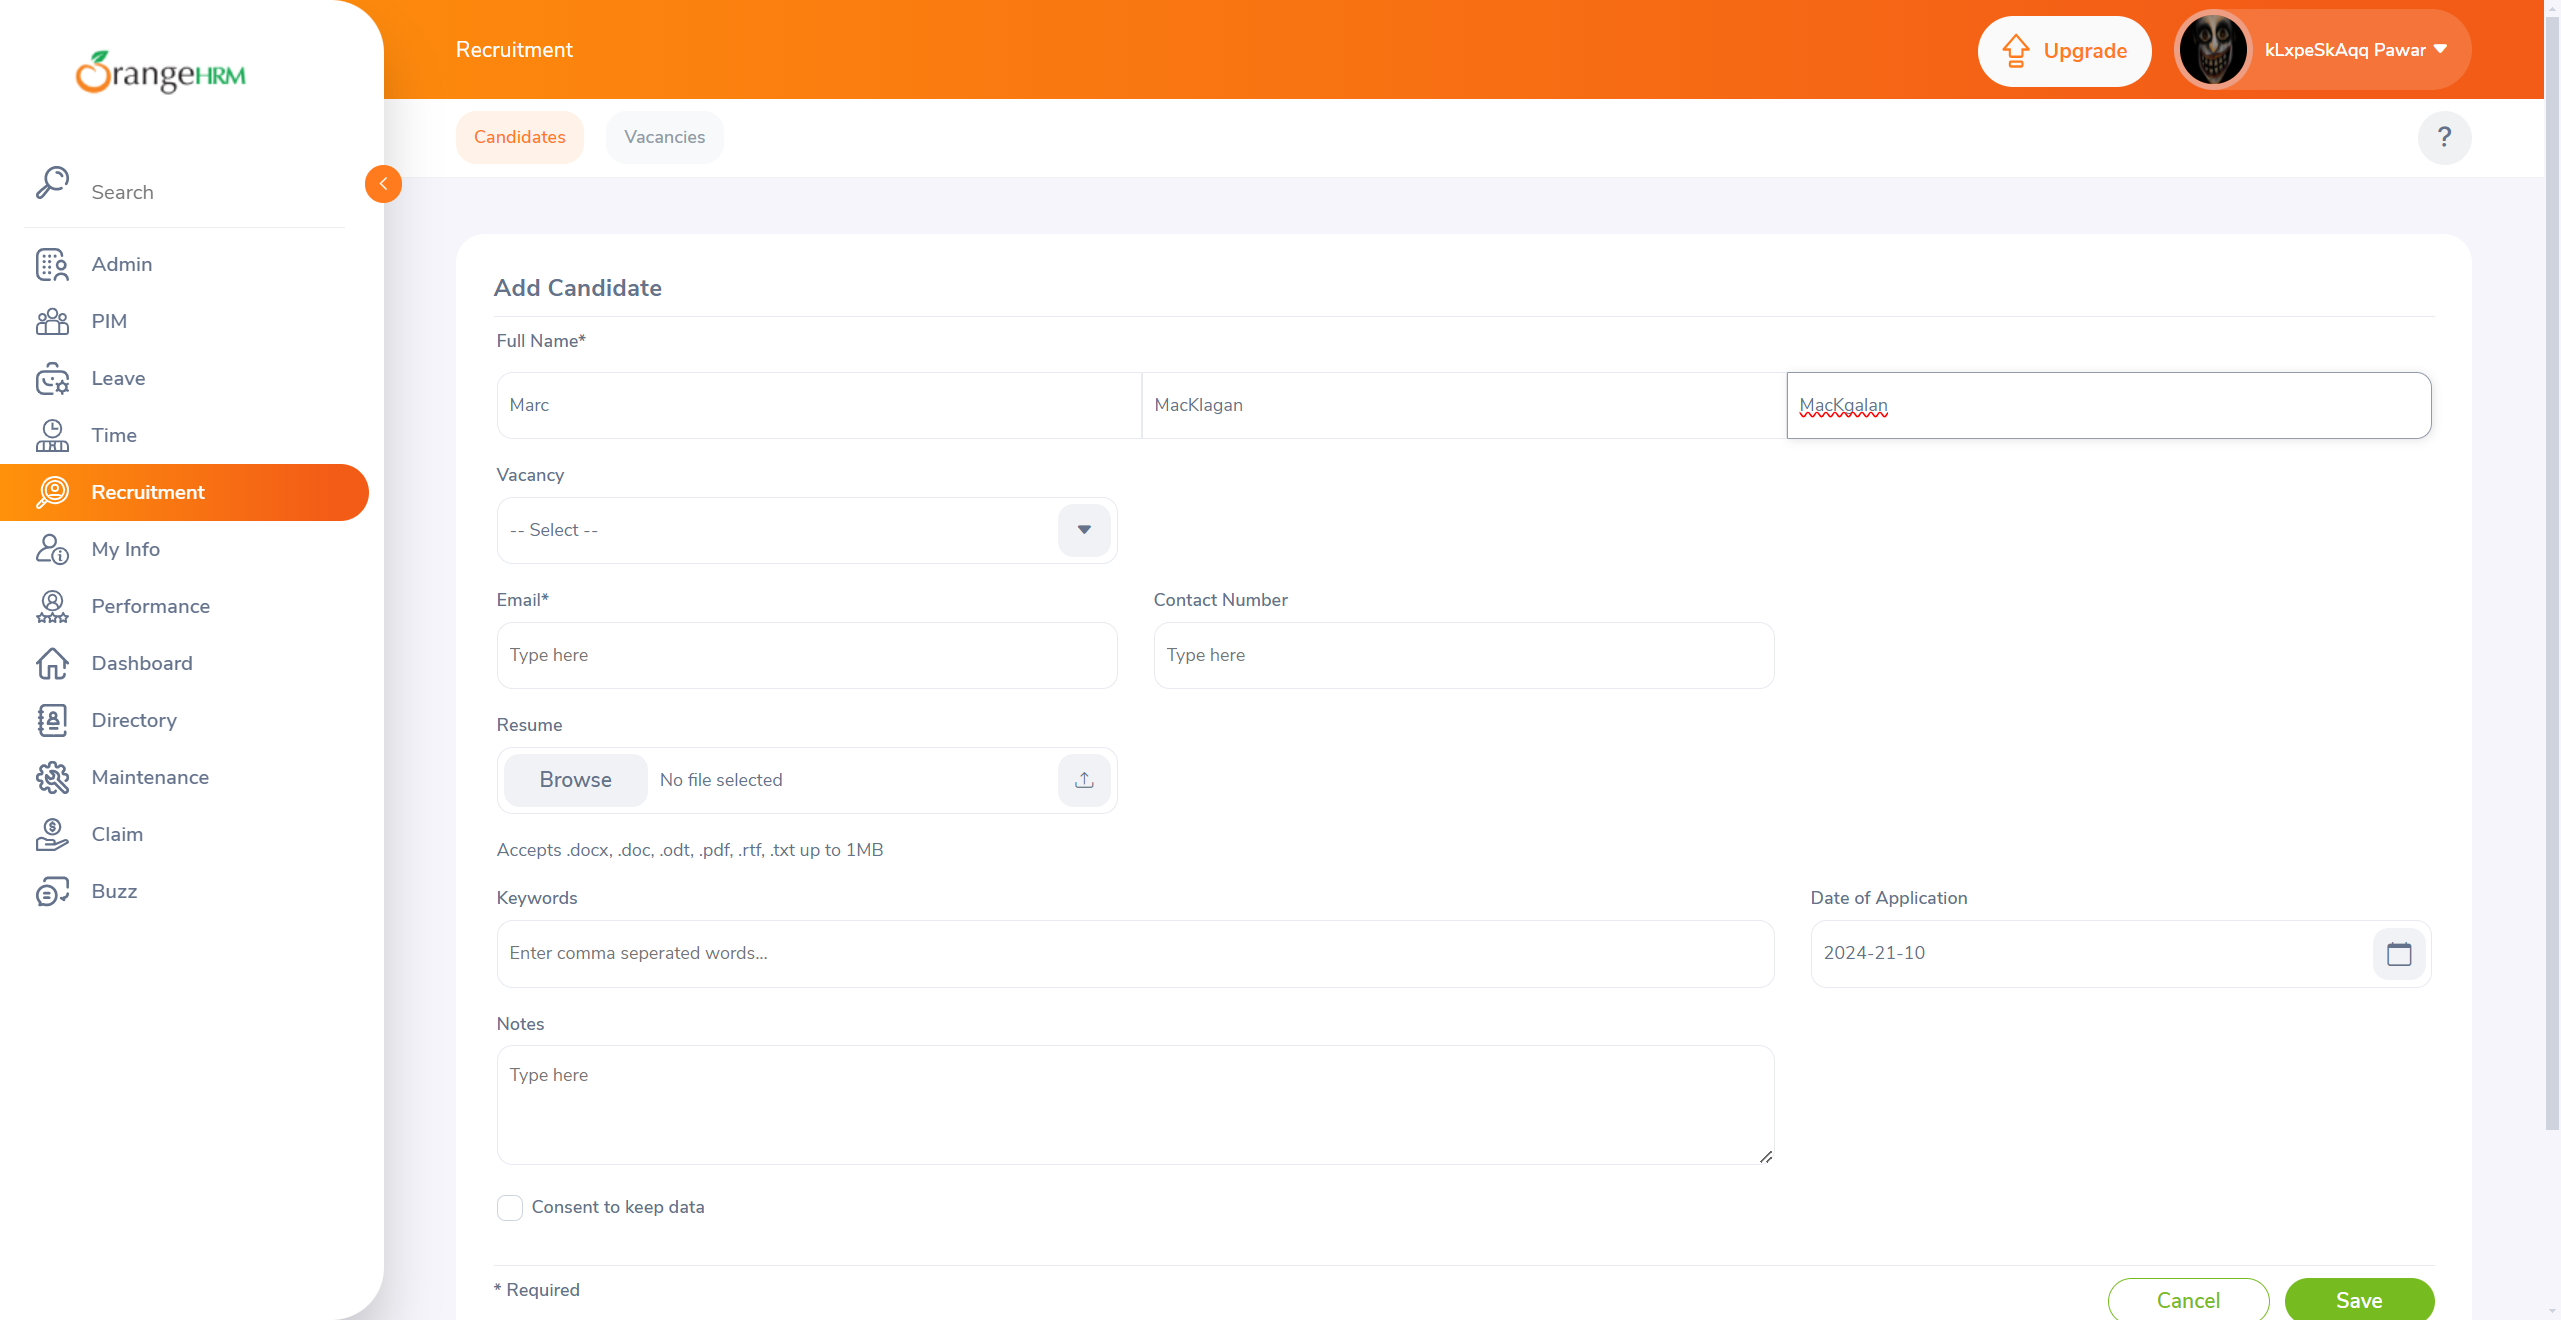 OrangeHRM
Recruitment
Upgrade
kLxpeSkAqq Pawar
Candidates
Vacancies
?
Search
Admin
PIM
Leave
Time
Recruitment
My Info
Performance
Dashboard
Directory
Maintenance
Claim
Buzz
Add Candidate
Full Name*
Marc
MacKlagan
MacKgalan
Vacancy
-- Select --
Email*
Contact Number
Type here
Type here
Resume
Browse
No file selected
Accepts .docx, .doc, .odt, .pdf, .rtf, .txt up to 1MB
Keywords
Date of Application
Enter comma seperated words...
2024-21-10
Notes
Type here
Consent to keep data
* Required
Cancel
Save